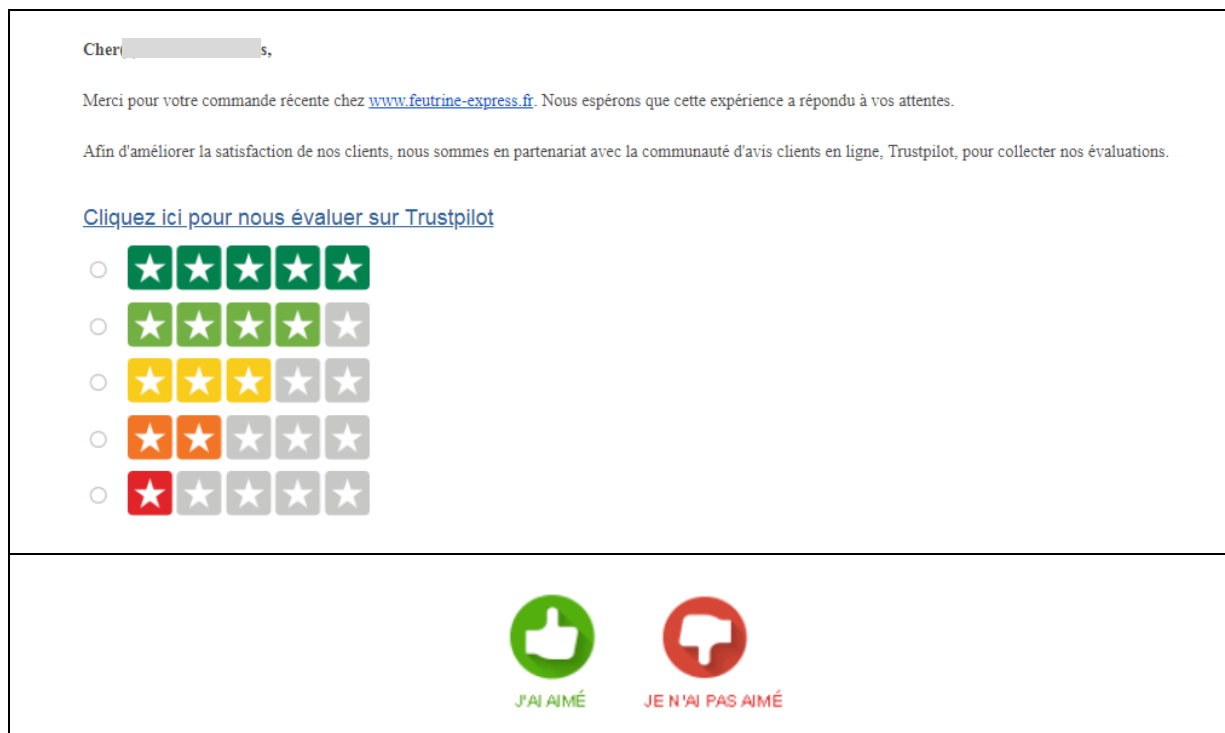 Cher( s,
Merci pour votre commande récente chez www.feutrine-express.fr. Nous espérons que cette expérience a répondu à vos attentes.
Afin d'améliorer la satisfaction de nos clients, nous sommes en partenariat avec la communauté d'avis clients en ligne, Trustpilot, pour collecter nos évaluations.
Cliquez ici pour nous évaluer sur Trustpilot
J'AI AIMÉ
JE N'AI PAS AIMÉ